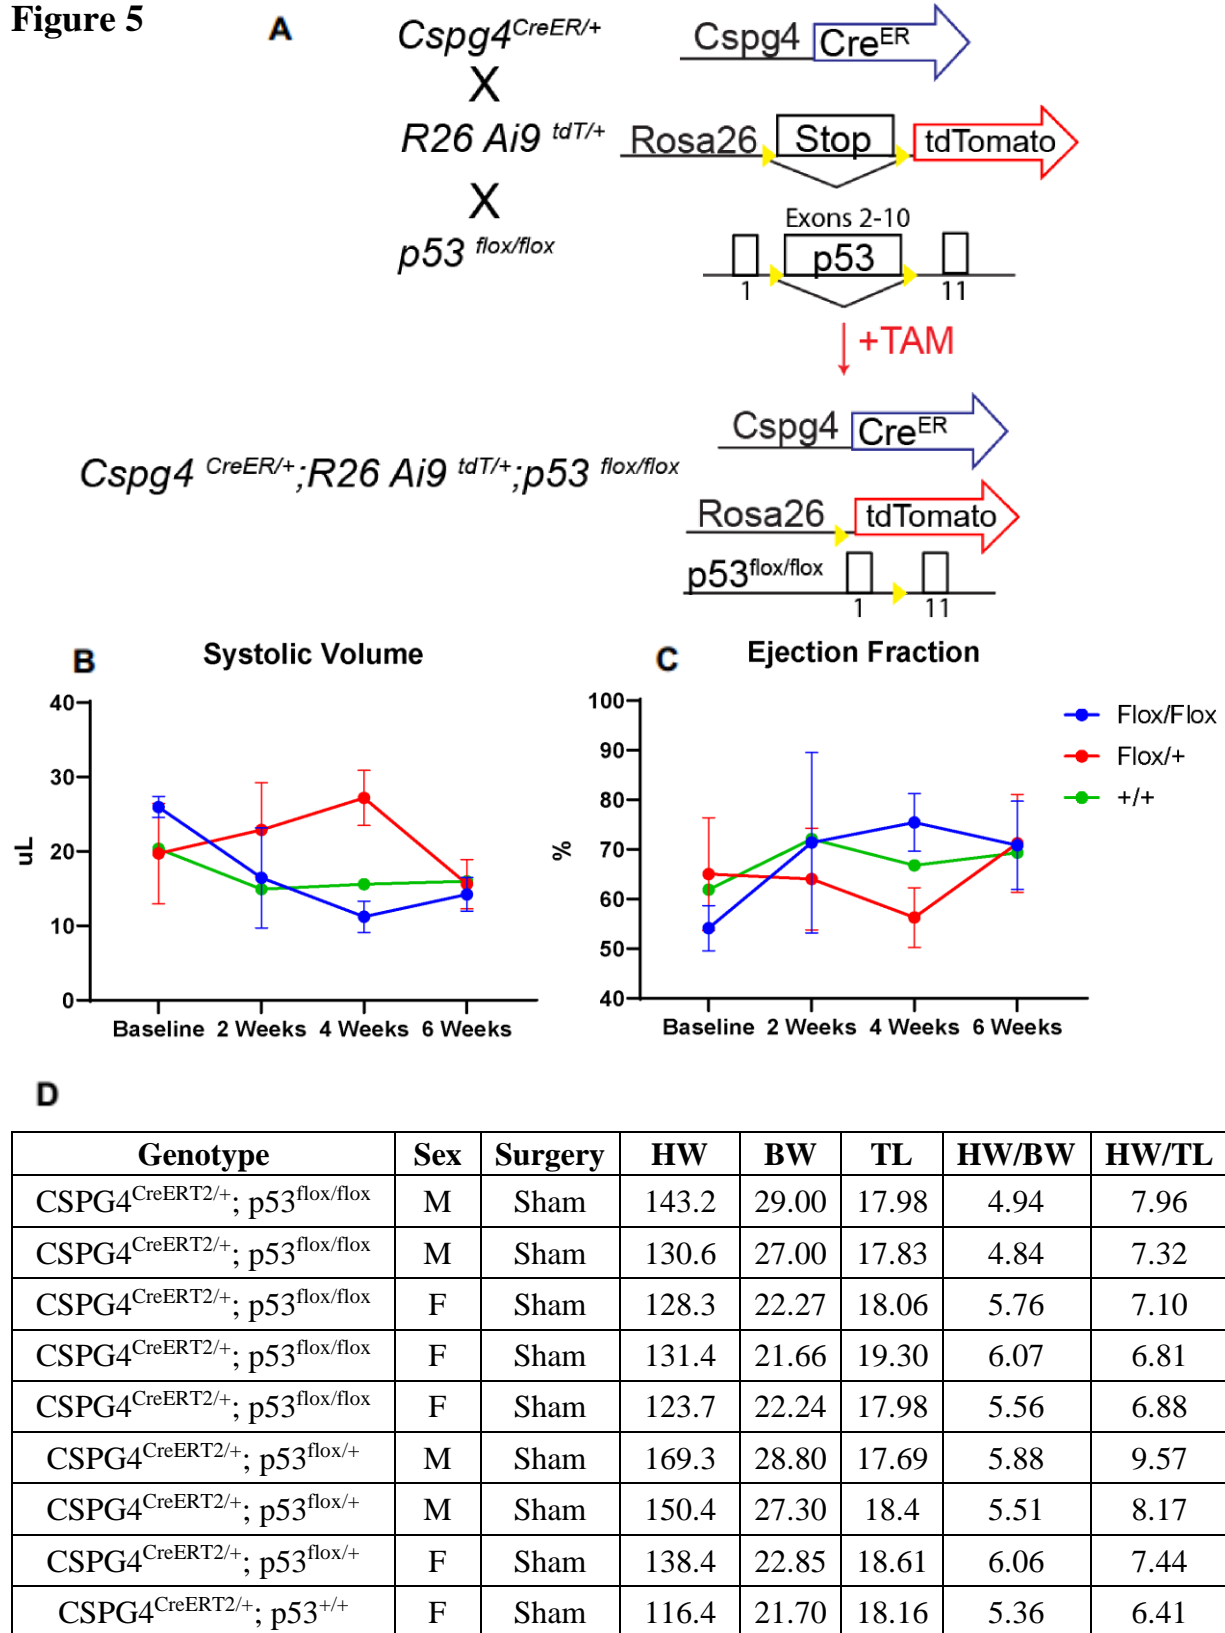 Figure 5
A
Cspg4 CreER/+
Cspg4 CreER
X
R26 Ai9 tdT/+
Rosa26 Stop tdTomato
X
Exons 2-10
p53 flox/flox
p53
1 11
+TAM
Cspg4 CreER
Cspg4 CreER/+;R26 Ai9 tdT/+;p53 flox/flox
Rosa26 tdTomato
p53flox/flox
1 11
B Systolic Volume
40
30
20
10
0
uL
Baseline 2 Weeks 4 Weeks 6 Weeks
C Ejection Fraction
100
90
80
70
60
50
40
%
Baseline 2 Weeks 4 Weeks 6 Weeks
Flox/Flox
Flox/+
+/+
D
Genotype Sex Surgery HW BW TL HW/BW HW/TL
CSPG4CreERT2/+; p53flox/flox M Sham 143.2 29.00 17.98 4.94 7.96
CSPG4CreERT2/+; p53flox/flox M Sham 130.6 27.00 17.83 4.84 7.32
CSPG4CreERT2/+; p53flox/flox F Sham 128.3 22.27 18.06 5.76 7.10
CSPG4CreERT2/+; p53flox/flox F Sham 131.4 21.66 19.30 6.07 6.81
CSPG4CreERT2/+; p53flox/flox F Sham 123.7 22.24 17.98 5.56 6.88
CSPG4CreERT2/+; p53flox/+ M Sham 169.3 28.80 17.69 5.88 9.57
CSPG4CreERT2/+; p53flox/+ M Sham 150.4 27.30 18.4 5.51 8.17
CSPG4CreERT2/+; p53flox/+ F Sham 138.4 22.85 18.61 6.06 7.44
CSPG4CreERT2/+; p53+/+ F Sham 116.4 21.70 18.16 5.36 6.41